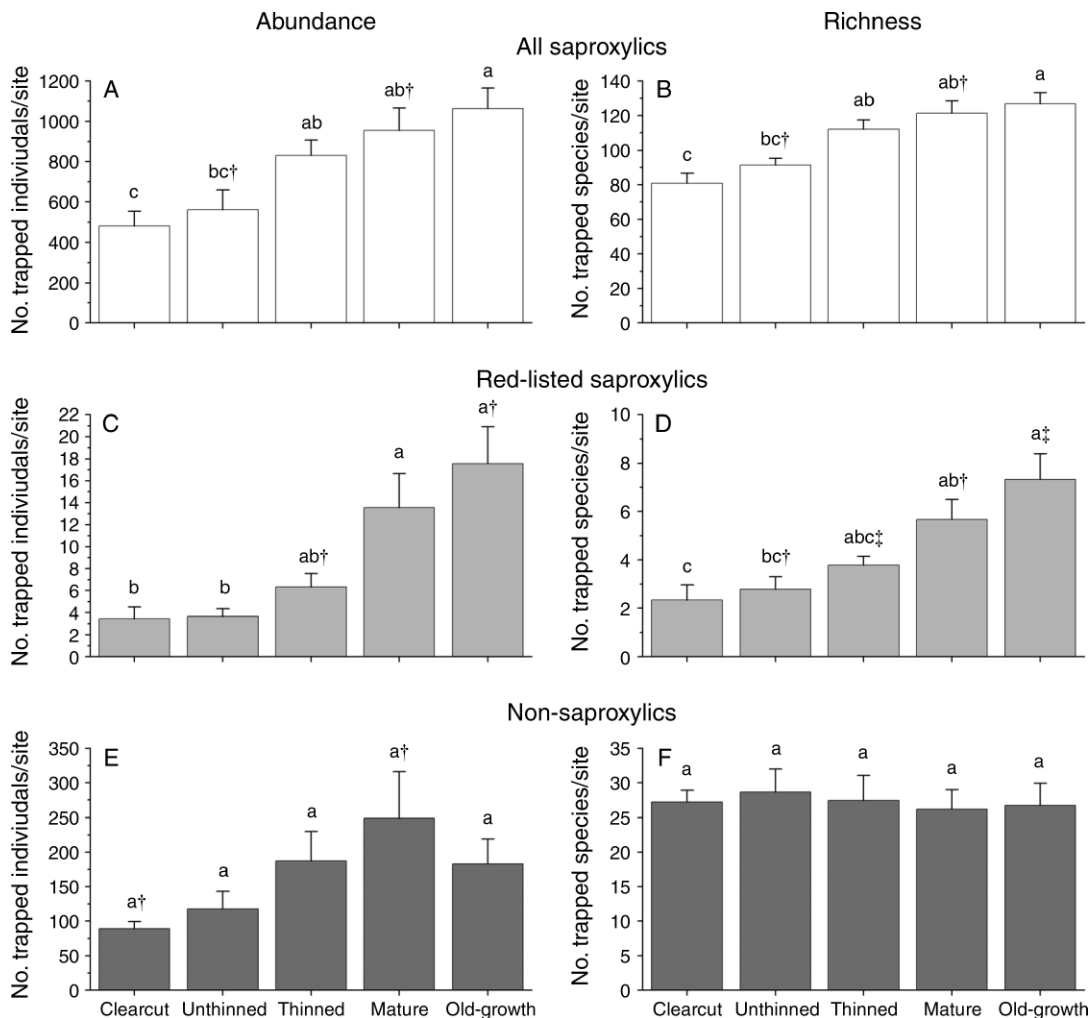 Abundance
Richness
All saproxylics
A
No. trapped indiviudals/site
1200
1000
800
600
400
200
0
c
bc†
ab
ab†
a
B
No. trapped species/site
140
120
100
80
60
40
20
0
c
bc†
ab
ab†
a
Red-listed saproxylics
C
No. trapped indiviudals/site
22
20
18
16
14
12
10
8
6
4
2
0
b
b
ab†
a
a†
D
No. trapped species/site
10
8
6
4
2
0
c
bc†
abc‡
ab†
a‡
Non-saproxylics
E
No. trapped indiviudals/site
350
300
250
200
150
100
50
0
a†
a
a
a†
a
Clearcut Unthinned Thinned Mature Old-growth
F
No. trapped species/site
35
30
25
20
15
10
5
0
a
a
a
a
a
Clearcut Unthinned Thinned Mature Old-growth